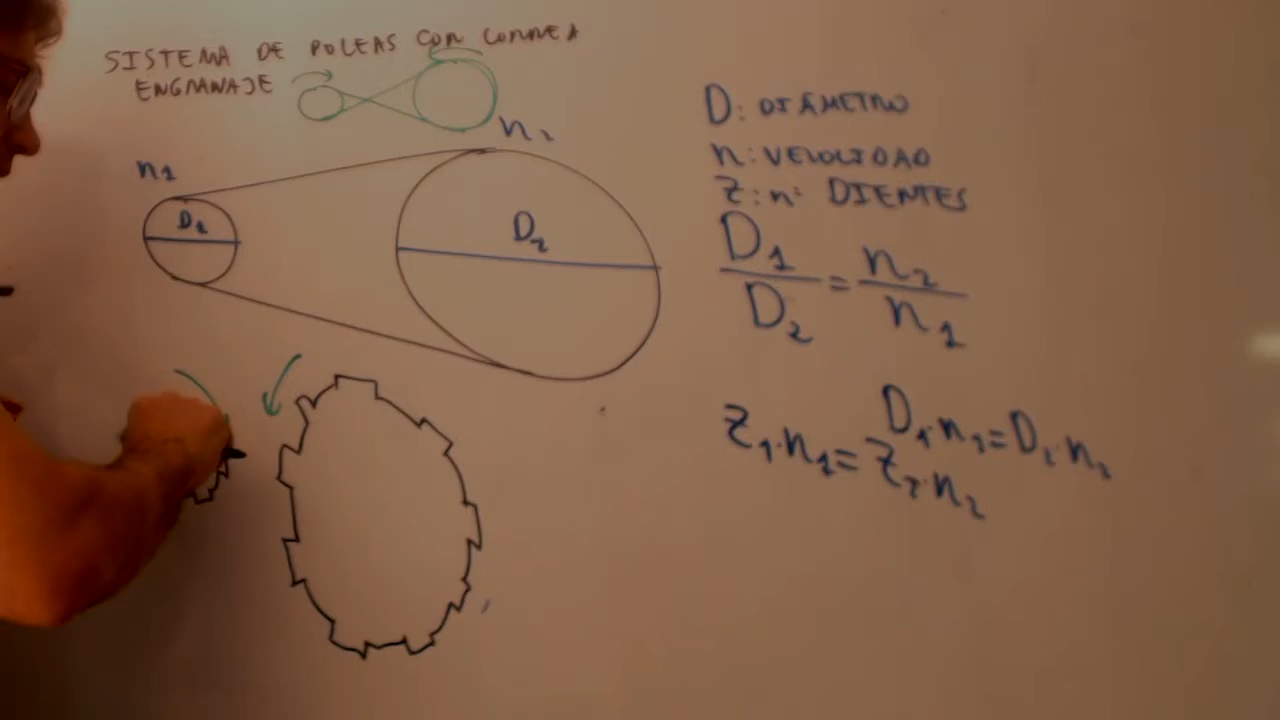 SISTEMA DE POLEAS CON CORREA
ENGRANAJE
n1
n2
D1
D2
D: DIÁMETRO
n: VELOCIDAD
Z: nº DIENTES
D1/D2 = n2/n1
D1·n1=D2·n2
Z1·n1=Z2·n2